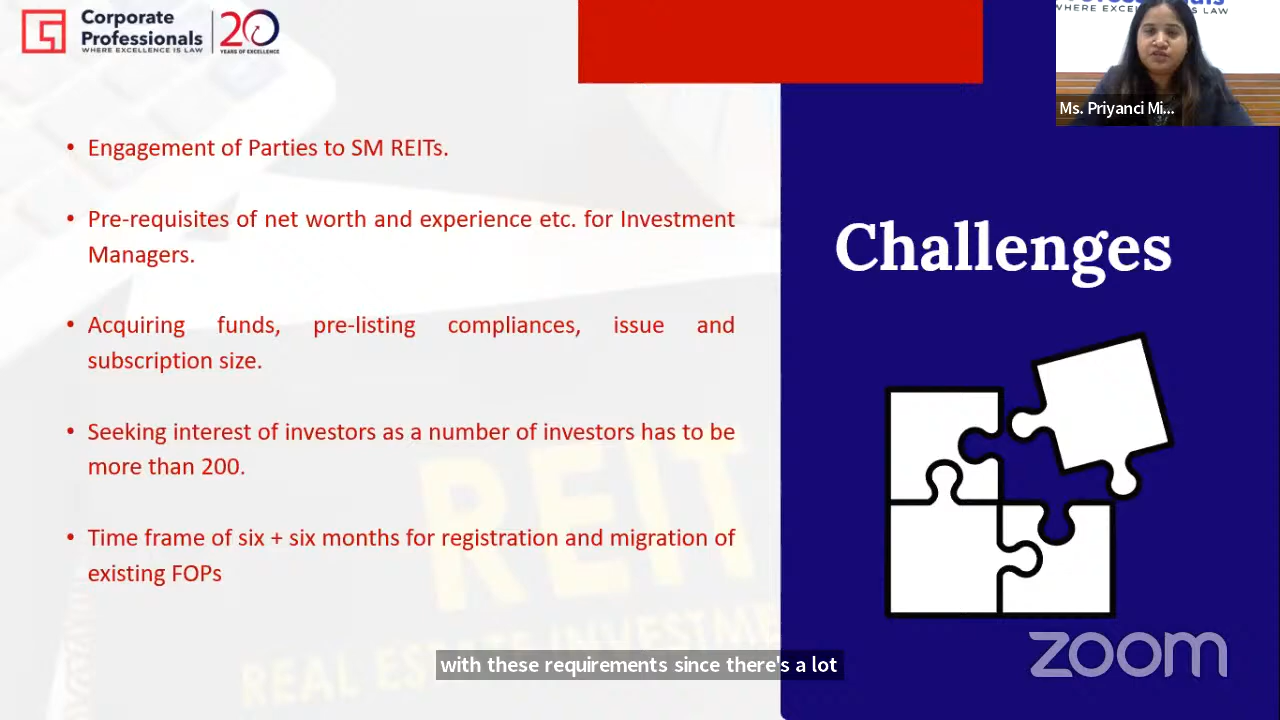 Corporate
Professionals
WHERE EXCELLENCE IS LAW
20
YEARS OF EXCELLENCE
WHERE EXCELLENCE IS LAW
Ms. Priyanci Mi...
• Engagement of Parties to SM REITs.
• Pre-requisites of net worth and experience etc. for Investment
Managers.
• Acquiring funds, pre-listing compliances, issue and
subscription size.
• Seeking interest of investors as a number of investors has to be
more than 200.
• Time frame of six + six months for registration and migration of
existing FOPs
Challenges
REIT
REAL ESTATE INVESTME
with these requirements since there's a lot
zoom